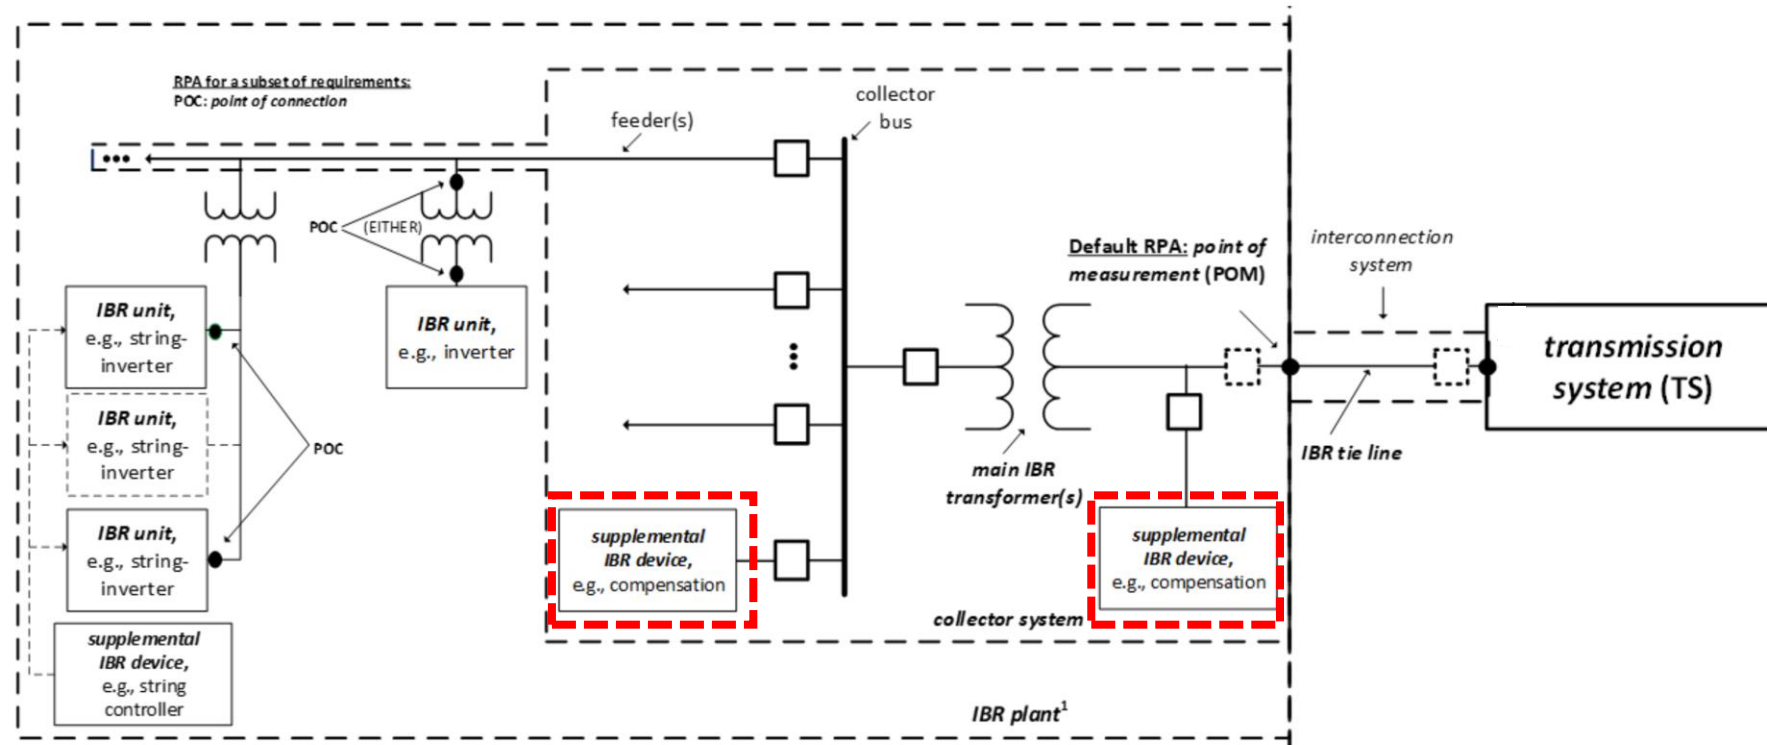 RPA for a subset of requirements:
POC: point of connection
feeder(s)
collector
bus
POC
(EITHER)
Default RPA: point of
measurement (POM)
interconnection
system
IBR unit,
e.g., string-
inverter
IBR unit,
e.g., inverter
transmission
system (TS)
IBR unit,
e.g., string-
inverter
POC
main IBR
transformer(s)
IBR tie line
IBR unit,
e.g., string-
inverter
supplemental
IBR device,
e.g., compensation
supplemental
IBR device,
e.g., compensation
collector system
supplemental
IBR device,
e.g., string
controller
IBR plant1